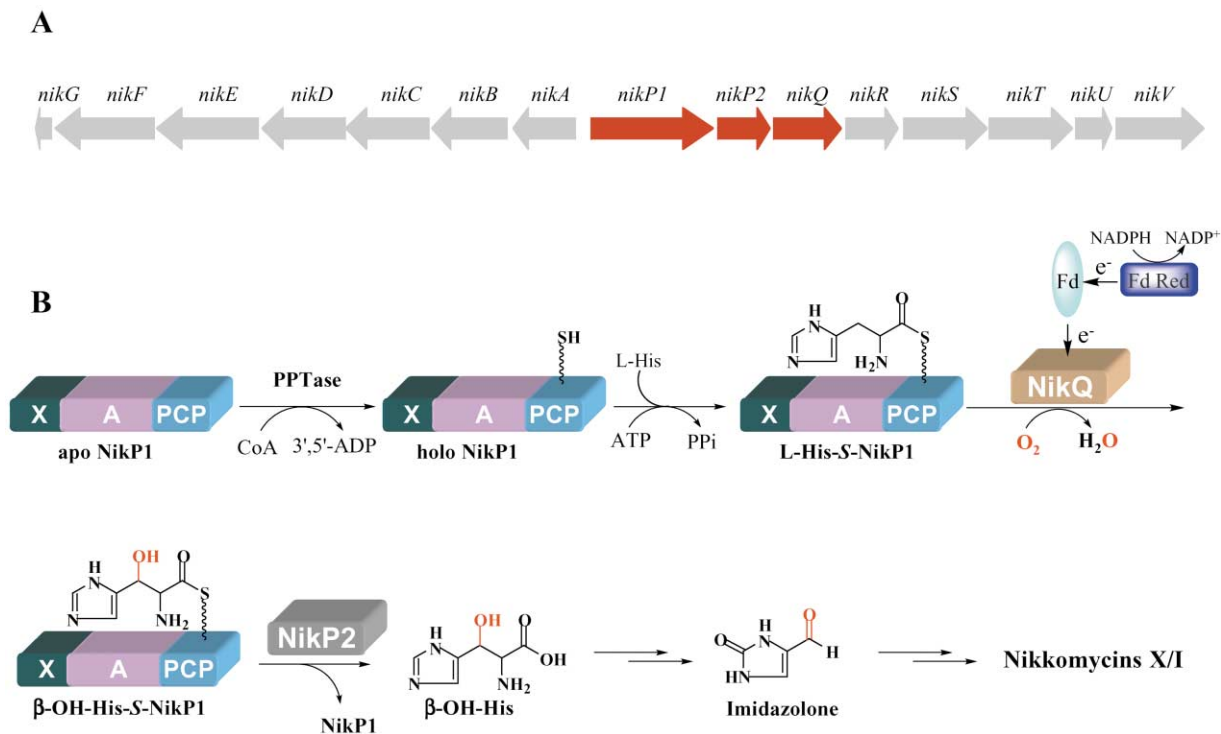 A
nikG nikF nikE nikD nikC nikB nikA nikP1 nikP2 nikQ nikR nikS nikT nikU nikV
B
NADPH NADP⁺
Fd e⁻ Fd Red
e⁻
NikQ
SH
H N O S
N H₂N
PPTase
L-His
X A PCP X A PCP X A PCP
CoA 3',5'-ADP ATP PPi O₂ H₂O
apo NikP1 holo NikP1 L-His-S-NikP1
H N OH O S
N NH₂
X A PCP
NikP2
β-OH-His-S-NikP1
NikP1
H N OH O
OH
N NH₂
β-OH-His
O HN O H
HN
Imidazolone
Nikkomycins X/I